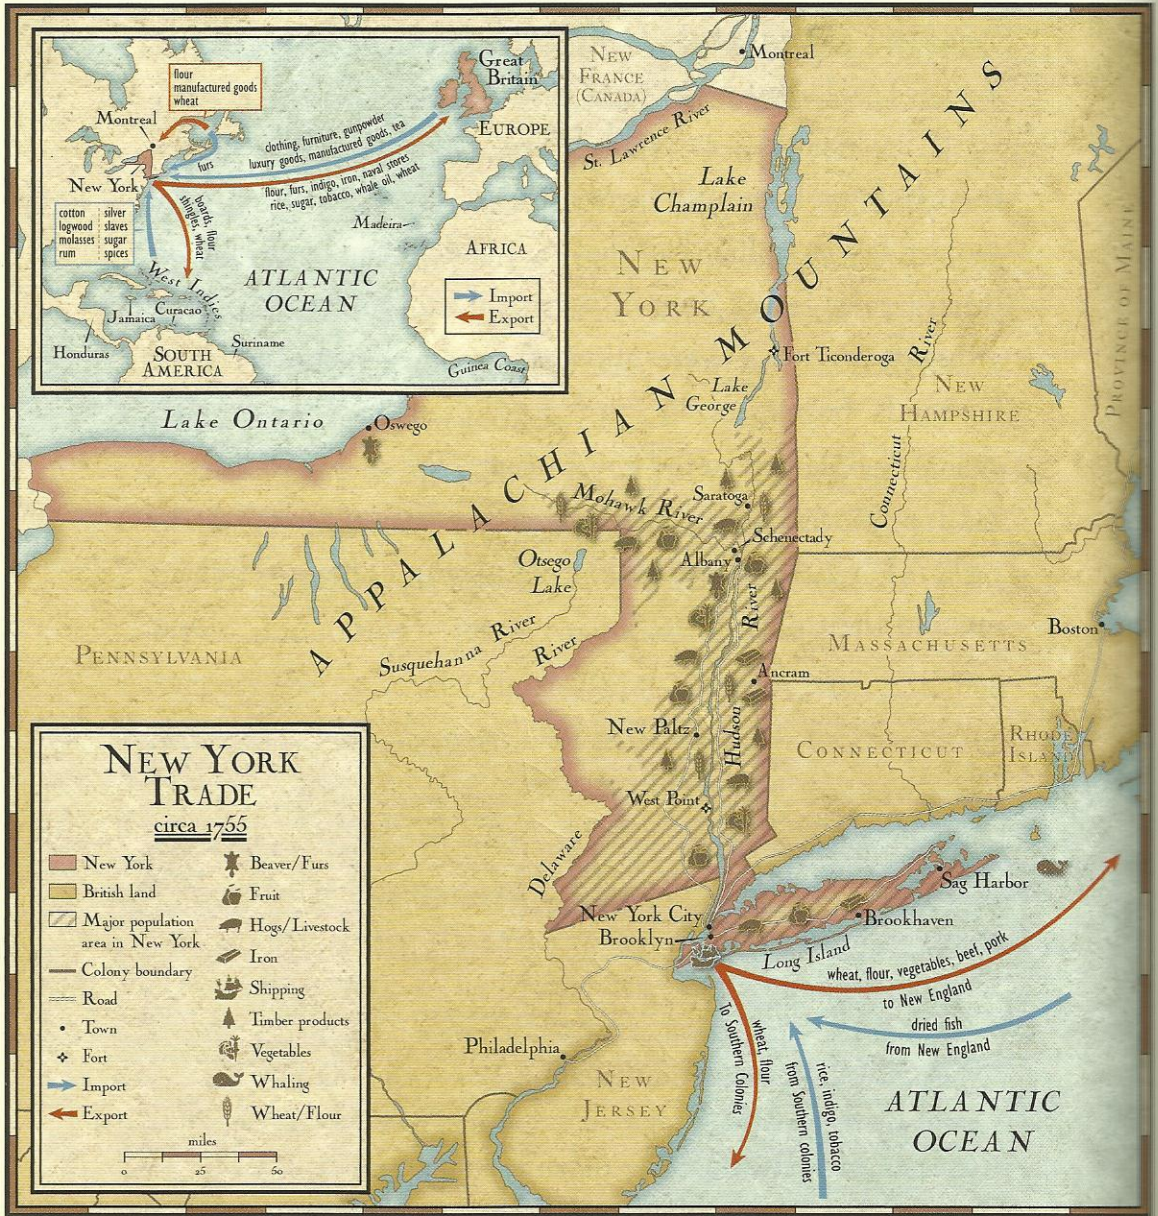 Great
Britain
EUROPE
flour
manufactured goods
wheat
Montreal
furs
clothing, furniture, gunpowder
luxury goods, manufactured goods, tea
flour, furs, indigo, iron, naval stores
rice, sugar, tobacco, whale oil, wheat
New York
boards, flour
shingles, wheat
cotton
logwood
molasses
rum
silver
slaves
sugar
spices
Madeira
AFRICA
ATLANTIC
OCEAN
Import
Export
West Indies
Jamaica
Curacao
Honduras
SOUTH
AMERICA
Suriname
Guinea Coast
NEW
FRANCE
(CANADA)
Montreal
St. Lawrence River
Lake
Champlain
NEW
YORK
APPALACHIAN MOUNTAINS
Fort Ticonderoga
Lake
George
Connecticut River
NEW
HAMPSHIRE
PROVINCE OF MAINE
Lake Ontario
Oswego
Mohawk River
Saratoga
Schenectady
Albany
Otsego
Lake
Susquehanna River
Delaware River
Hudson River
PENNSYLVANIA
MASSACHUSETTS
Boston
Ancram
New Paltz
CONNECTICUT
RHODE
ISLAND
West Point
Sag Harbor
New York City
Brooklyn
Brookhaven
Long Island
wheat, flour, vegetables, beef, pork
to New England
dried fish
from New England
wheat, flour
To Southern Colonies
rice, indigo, tobacco
from Southern colonies
Philadelphia
NEW
JERSEY
ATLANTIC
OCEAN
NEW YORK
TRADE
circa 1755
New York
British land
Major population
area in New York
Colony boundary
Road
Town
Fort
Import
Export
Beaver/Furs
Fruit
Hogs/Livestock
Iron
Shipping
Timber products
Vegetables
Whaling
Wheat/Flour
miles
0 25 50